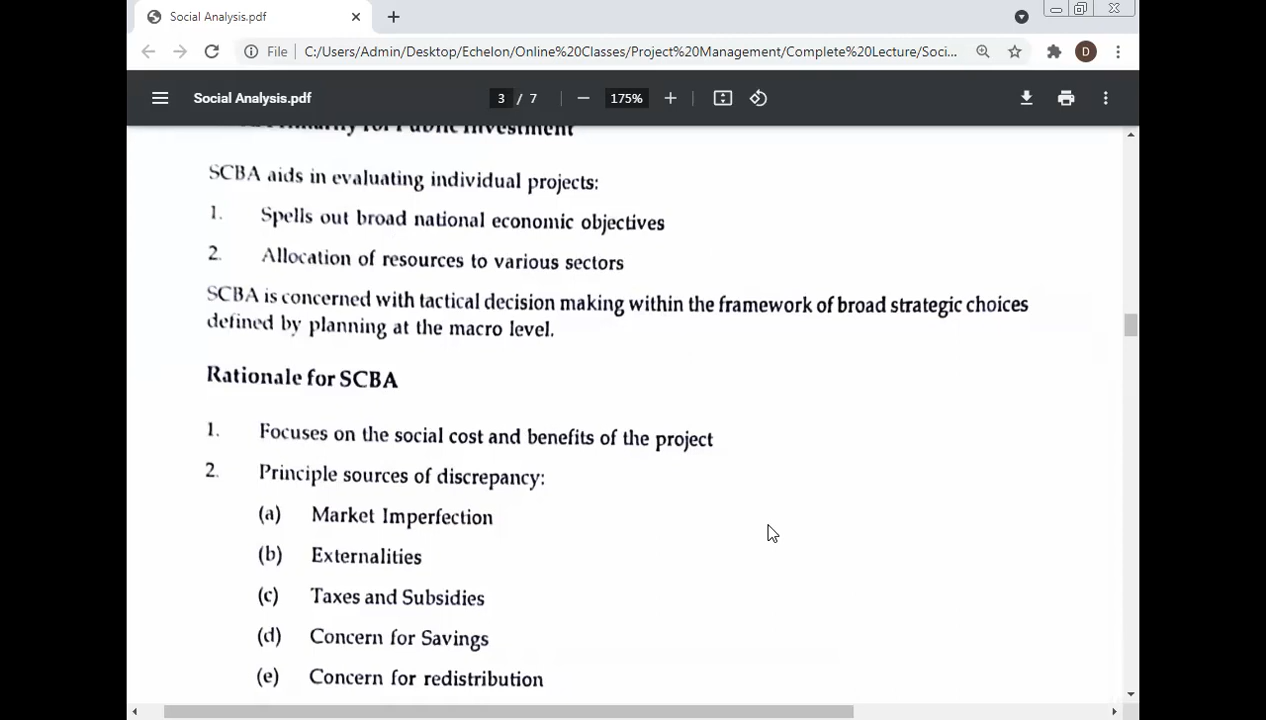 Social Analysis.pdf
File C:/Users/Admin/Desktop/Echelon/Online%20Classes/Project%20Management/Complete%20Lecture/Soci... D
Social Analysis.pdf 3 / 7 175%
for Public Investment
SCBA aids in evaluating individual projects:
1. Spells out broad national economic objectives
2. Allocation of resources to various sectors
SCBA is concerned with tactical decision making within the framework of broad strategic choices
defined by planning at the macro level.
Rationale for SCBA
1. Focuses on the social cost and benefits of the project
2. Principle sources of discrepancy:
(a) Market Imperfection
(b) Externalities
(c) Taxes and Subsidies
(d) Concern for Savings
(e) Concern for redistribution